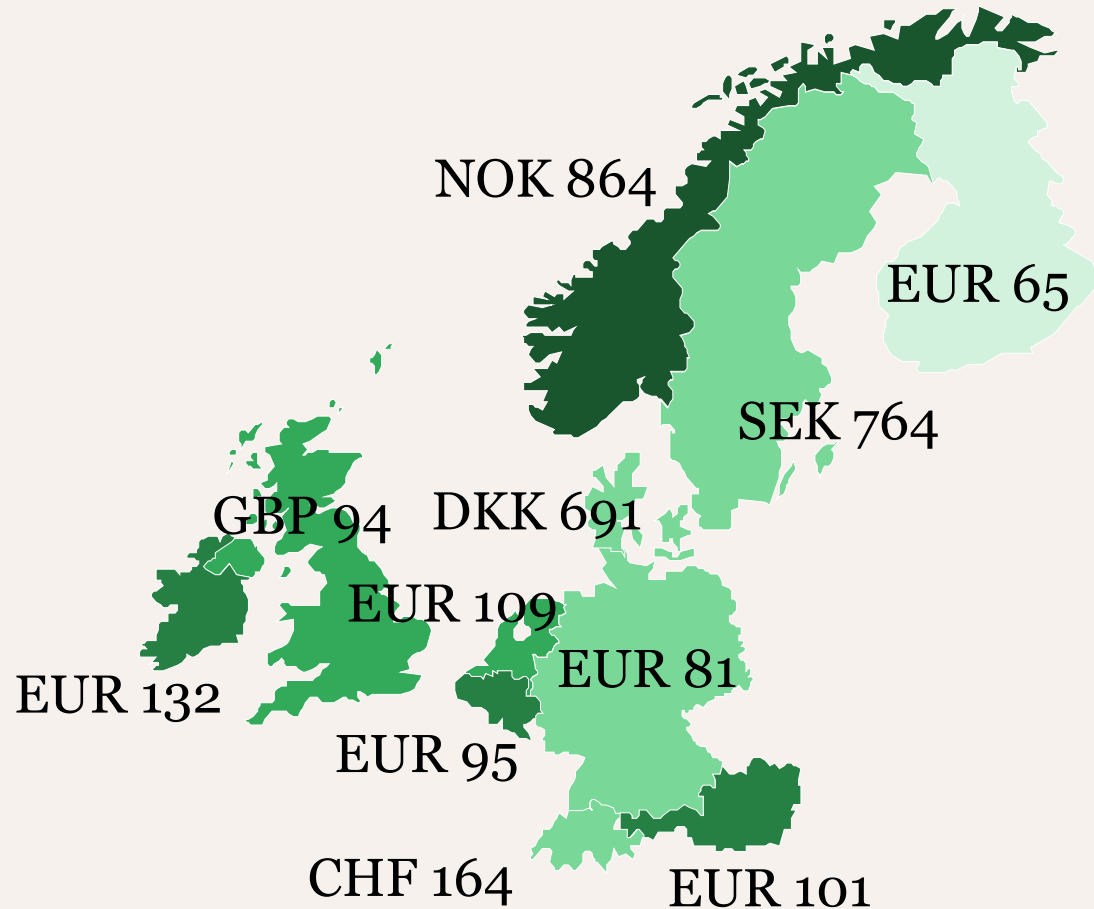 NOK 864
EUR 65
SEK 764
GBP 94
DKK 691
EUR 109
EUR 81
EUR 132
EUR 95
CHF 164
EUR 101